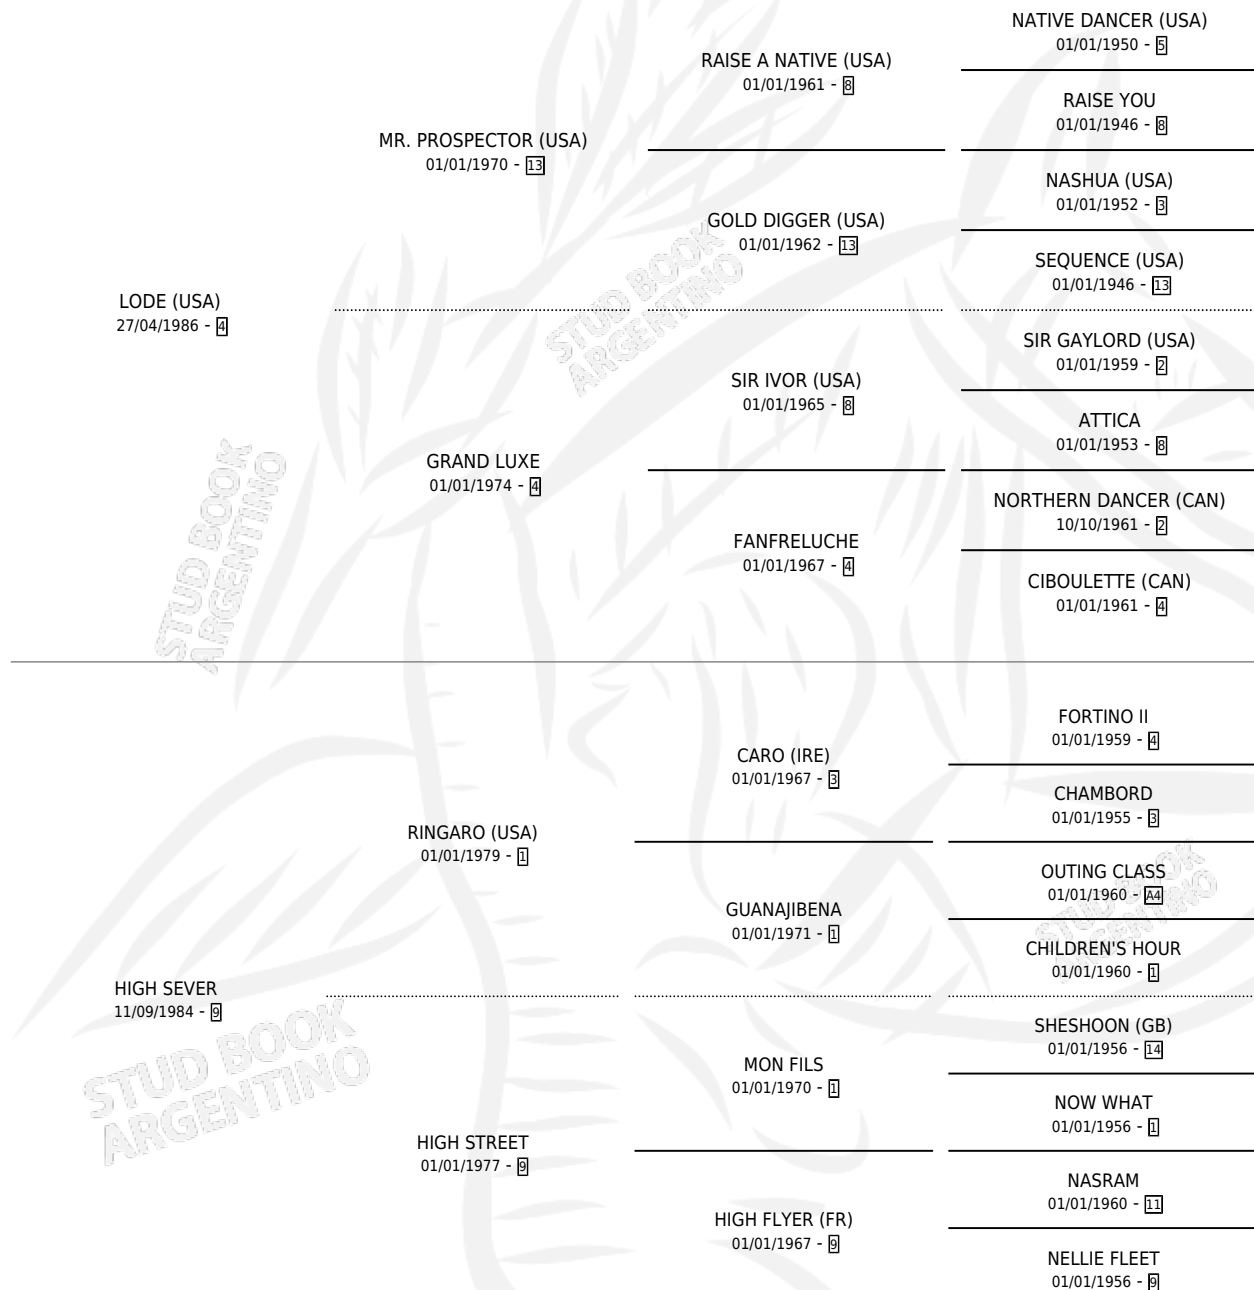 NATIVE DANCER (USA)
01/01/1950 - 5
RAISE A NATIVE (USA)
01/01/1961 - 8
RAISE YOU
01/01/1946 - 8
MR. PROSPECTOR (USA)
01/01/1970 - 13
NASHUA (USA)
01/01/1952 - 3
GOLD DIGGER (USA)
01/01/1962 - 13
SEQUENCE (USA)
01/01/1946 - 13
LODE (USA)
27/04/1986 - 4
STUD BOOK
ARGENTINO
SIR GAYLORD (USA)
01/01/1959 - 2
SIR IVOR (USA)
01/01/1965 - 8
ATTICA
01/01/1953 - 8
GRAND LUXE
01/01/1974 - 4
NORTHERN DANCER (CAN)
10/10/1961 - 2
FANFRELUCHE
01/01/1967 - 4
CIBOULETTE (CAN)
01/01/1961 - 4
STUD BOOK
ARGENTINO
FORTINO II
01/01/1959 - 4
CARO (IRE)
01/01/1967 - 3
CHAMBORD
01/01/1955 - 3
RINGARO (USA)
01/01/1979 - 1
OUTING CLASS
01/01/1960 - A4
GUANAJIBENA
01/01/1971 - 1
STUD BOOK
ARGENTINO
CHILDREN'S HOUR
01/01/1960 - 1
HIGH SEVER
11/09/1984 - 9
SHESHOON (GB)
01/01/1956 - 14
MON FILS
01/01/1970 - 1
STUD BOOK
ARGENTINO
NOW WHAT
01/01/1956 - 1
HIGH STREET
01/01/1977 - 9
NASRAM
01/01/1960 - 11
HIGH FLYER (FR)
01/01/1967 - 9
NELLIE FLEET
01/01/1956 - 9